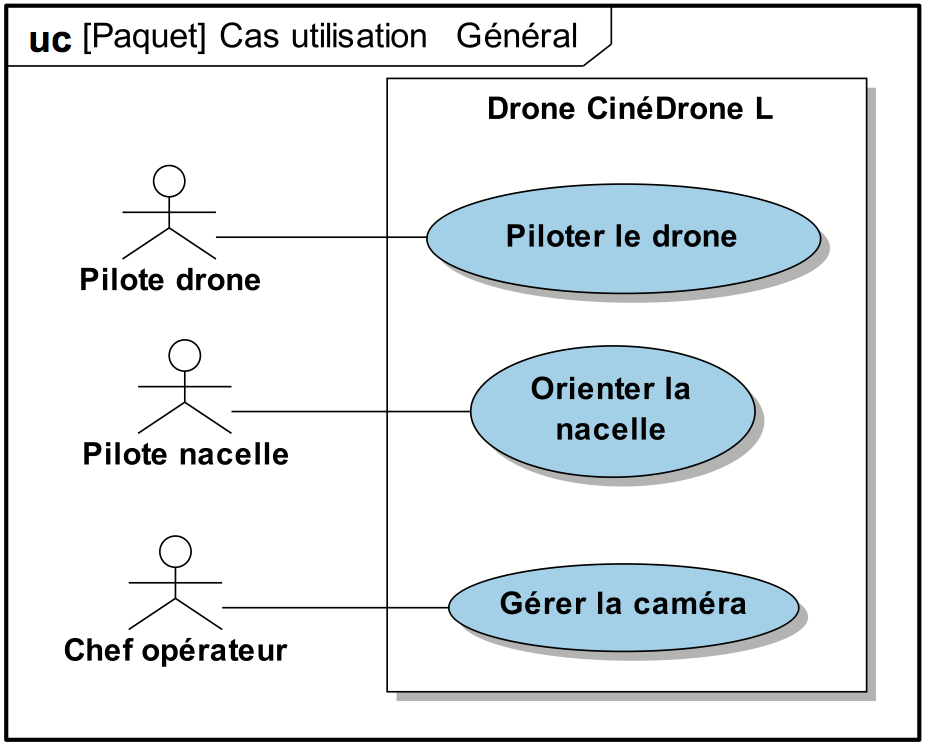 uc [Paquet] Cas utilisation Général
Drone CinéDrone L
Piloter le drone
Pilote drone
Orienter la
nacelle
Pilote nacelle
Gérer la caméra
Chef opérateur